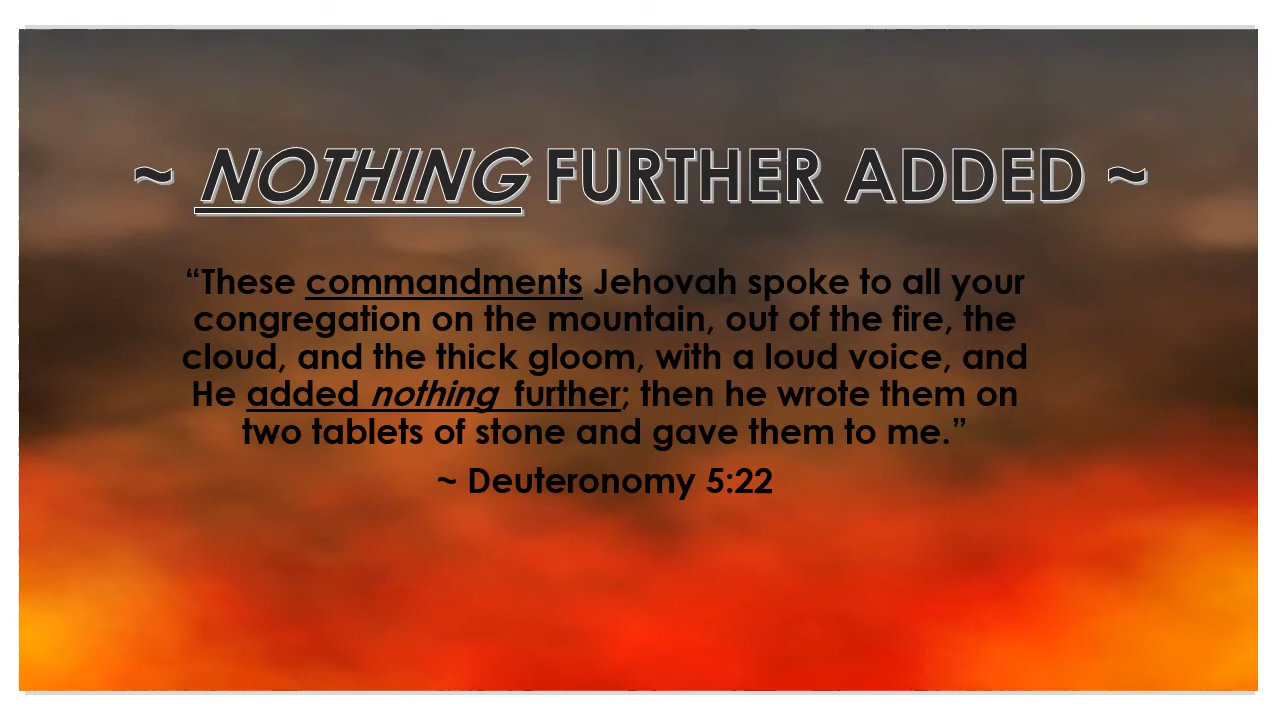 ~ NOTHING FURTHER ADDED ~
“These commandments Jehovah spoke to all your
congregation on the mountain, out of the fire, the
cloud, and the thick gloom, with a loud voice, and
He added nothing further; then he wrote them on
two tablets of stone and gave them to me.”
~ Deuteronomy 5:22